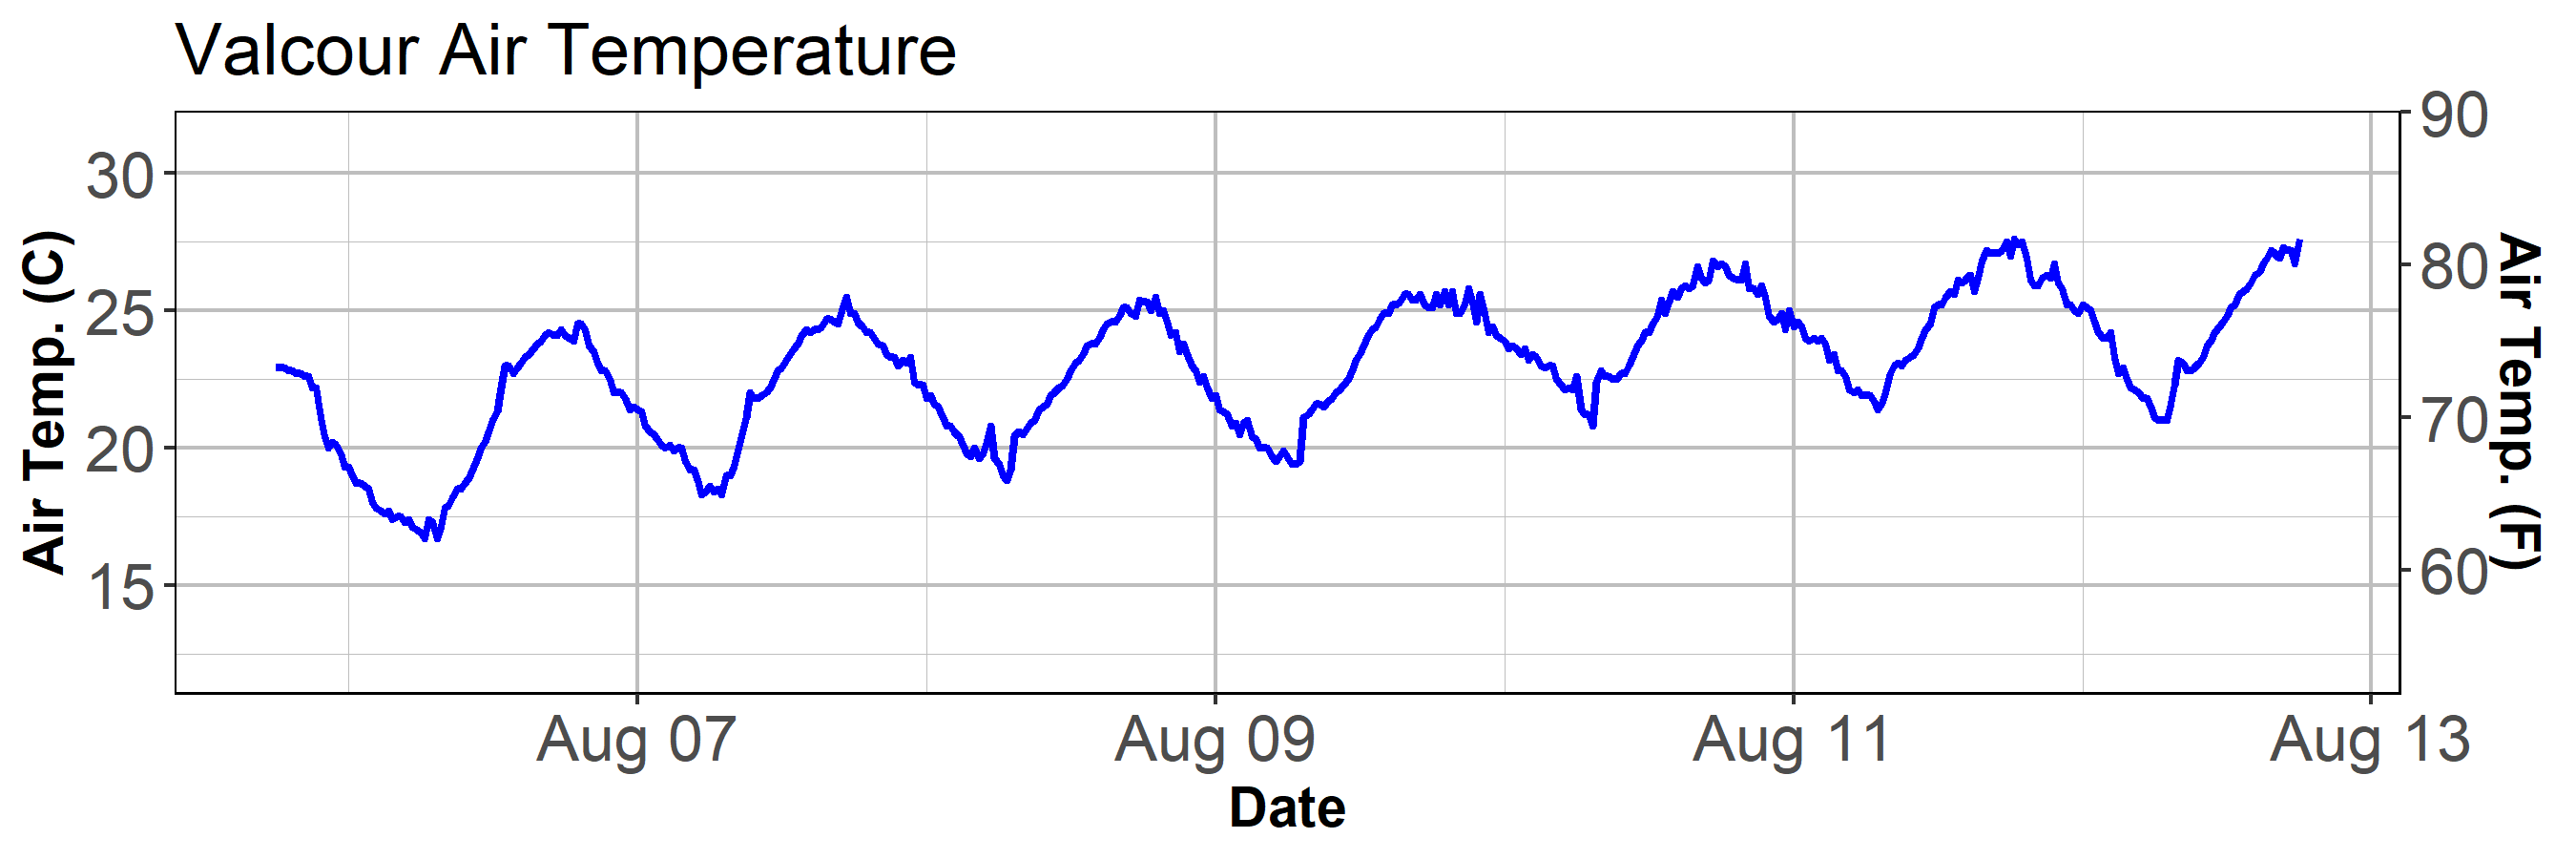 Valcour Air Temperature
90
30
80
25
70
20
60
15
Air Temp. (C)
Air Temp. (F)
Aug 07 Aug 09 Aug 11 Aug 13
Date